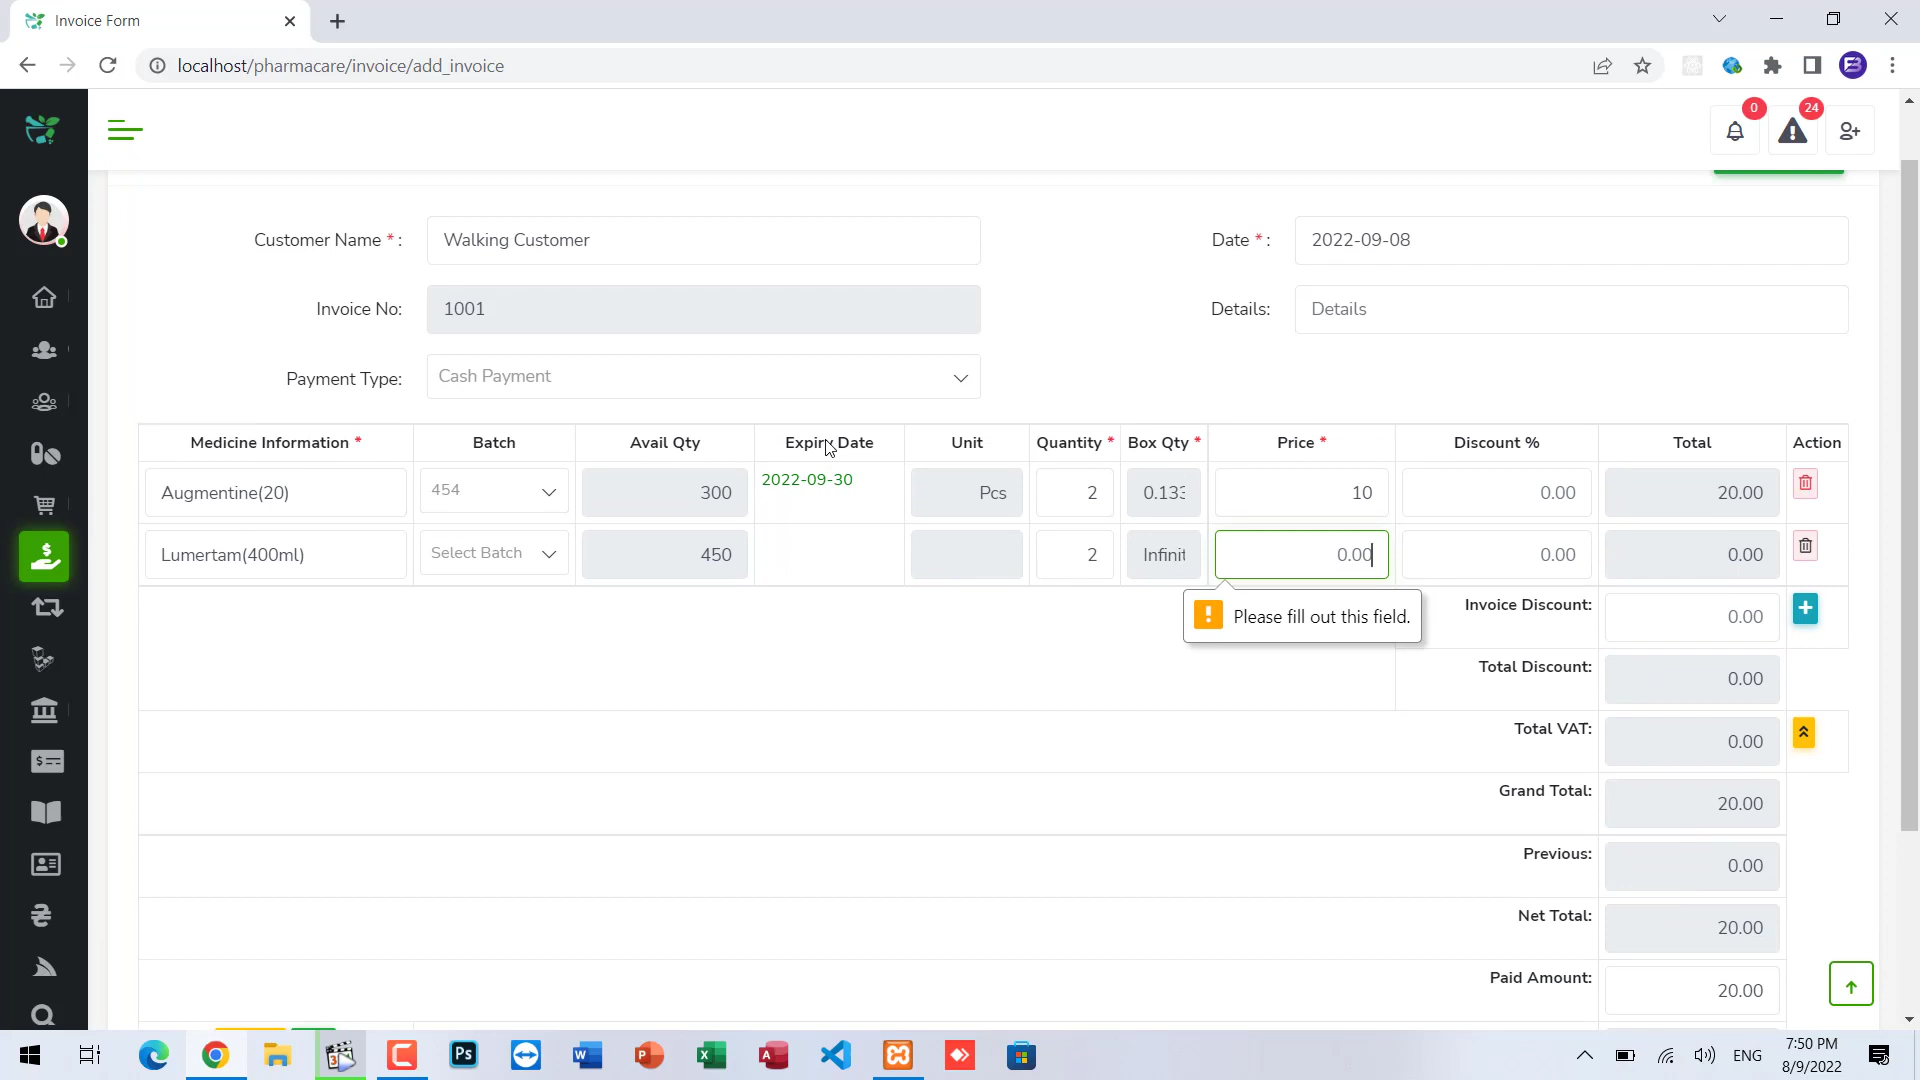 Invoice Form
localhost/pharmacare/invoice/add_invoice
0
24
Customer Name * :
Walking Customer
Date * :
2022-09-08
Invoice No:
1001
Details:
Details
Payment Type:
Cash Payment
Medicine Information * Batch Avail Qty Expiry Date Unit Quantity * Box Qty * Price * Discount % Total Action
Augmentine(20) 454 300 2022-09-30 Pcs 2 0.133 10 0.00 20.00
Lumertam(400ml) Select Batch 450 2 Infinit 0.00 0.00 0.00
Please fill out this field.
Invoice Discount: 0.00
Total Discount: 0.00
Total VAT: 0.00
Grand Total: 20.00
Previous: 0.00
Net Total: 20.00
Paid Amount: 20.00
ENG
7:50 PM
8/9/2022